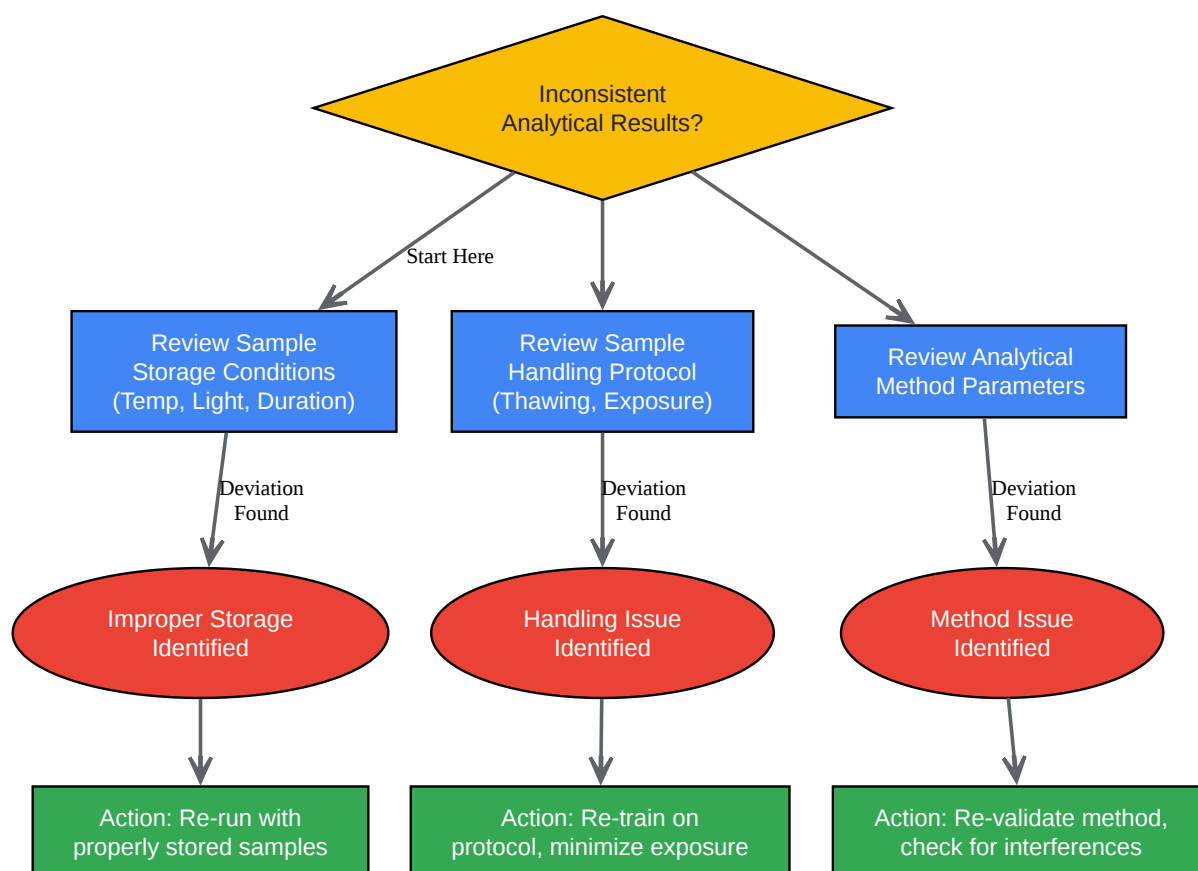 Inconsistent
Analytical Results?
Start Here
Review Sample
Storage Conditions
(Temp, Light, Duration)
Review Sample
Handling Protocol
(Thawing, Exposure)
Review Analytical
Method Parameters
Deviation
Found
Deviation
Found
Deviation
Found
Improper Storage
Identified
Handling Issue
Identified
Method Issue
Identified
Action: Re-run with
properly stored samples
Action: Re-train on
protocol, minimize exposure
Action: Re-validate method,
check for interferences